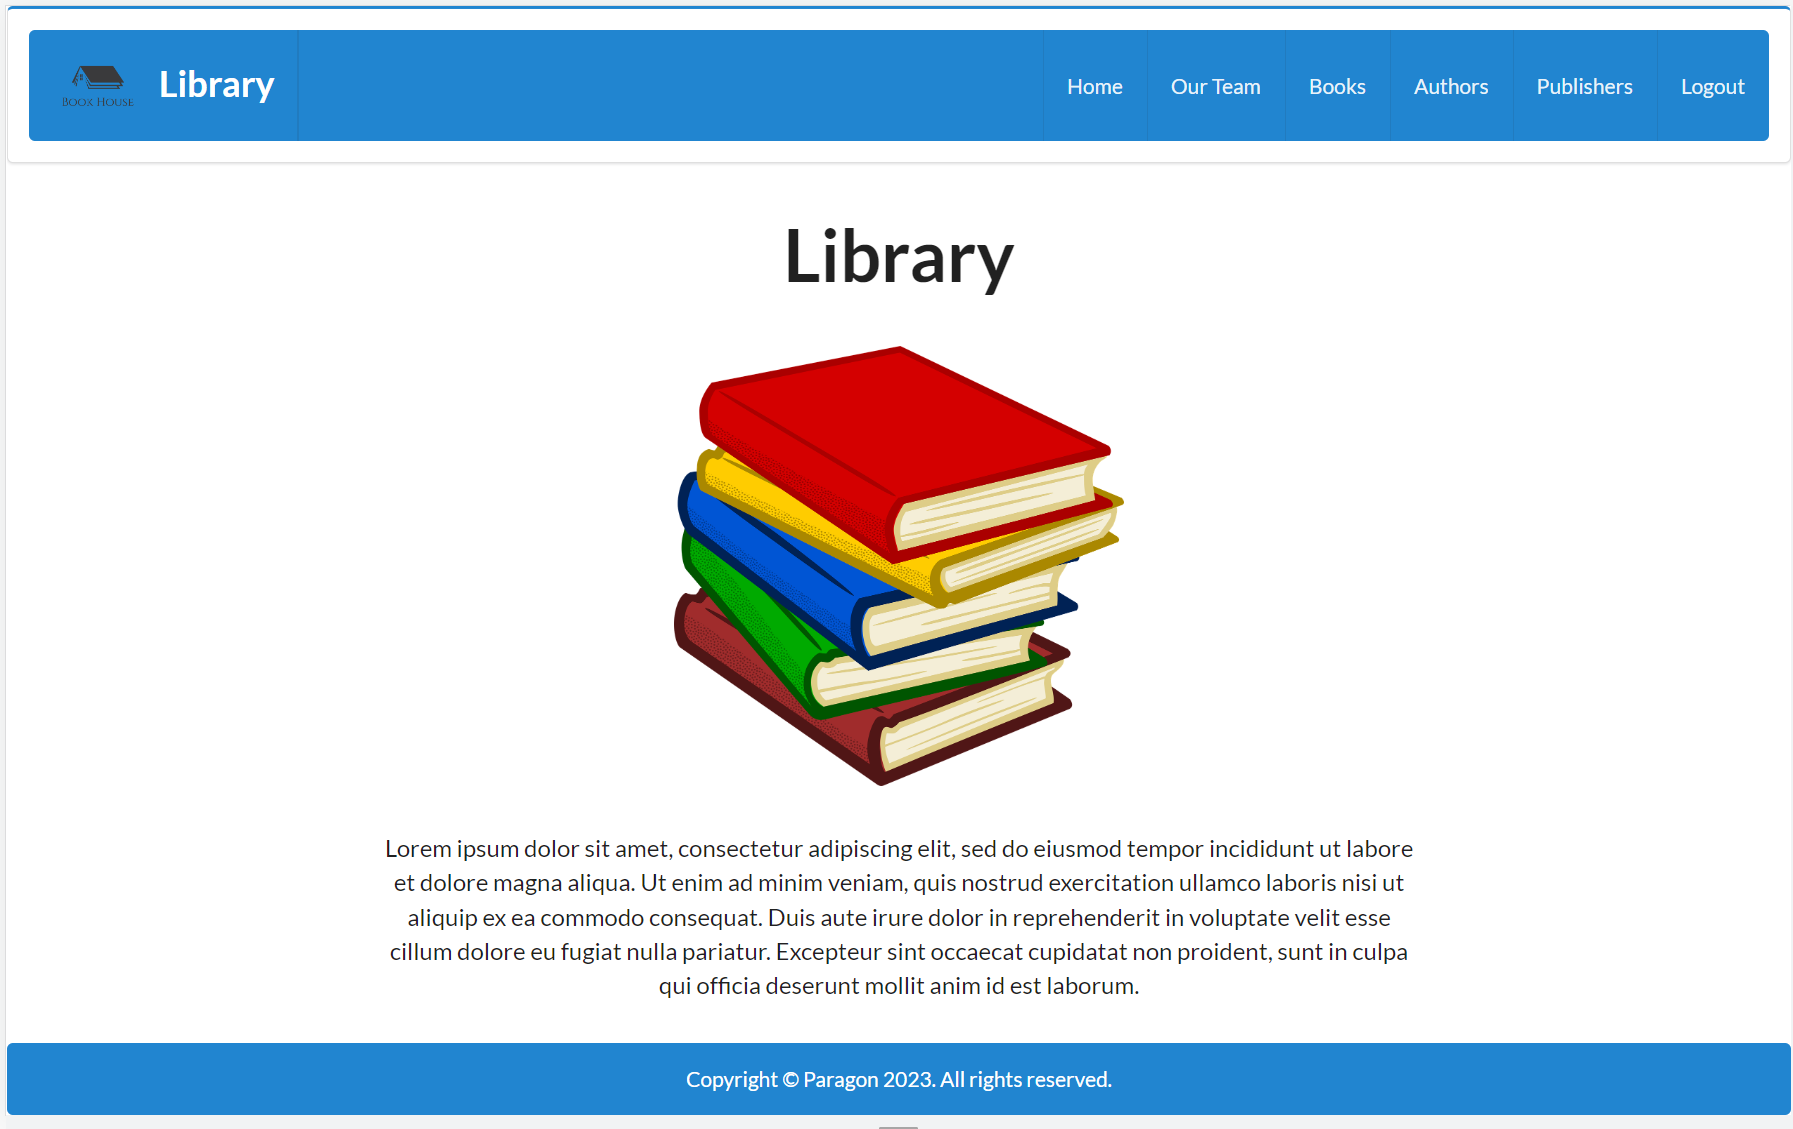 Book House
Library
Home
Our Team
Books
Authors
Publishers
Logout
Library
Lorem ipsum dolor sit amet, consectetur adipiscing elit, sed do eiusmod tempor incididunt ut labore
et dolore magna aliqua. Ut enim ad minim veniam, quis nostrud exercitation ullamco laboris nisi ut
aliquip ex ea commodo consequat. Duis aute irure dolor in reprehenderit in voluptate velit esse
cillum dolore eu fugiat nulla pariatur. Excepteur sint occaecat cupidatat non proident, sunt in culpa
qui officia deserunt mollit anim id est laborum.
Copyright © Paragon 2023. All rights reserved.